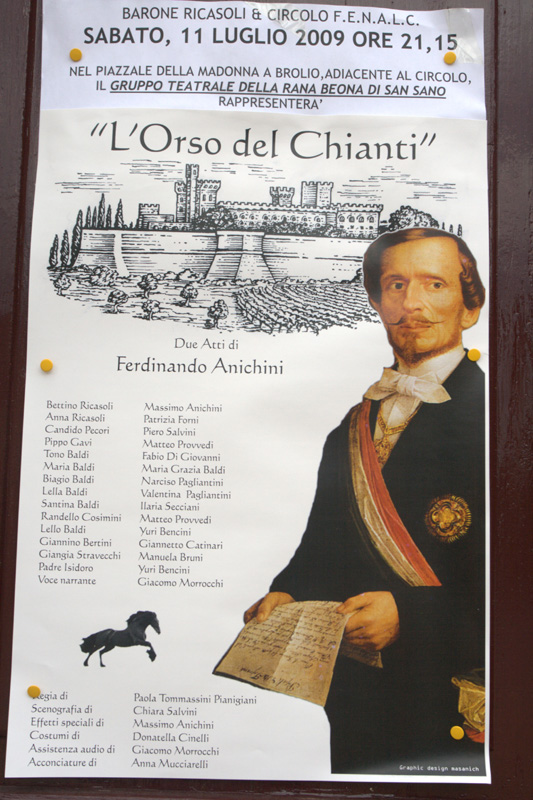 BARONE RICASOLI & CIRCOLO F.E.N.A.L.C.
SABATO, 11 LUGLIO 2009 ORE 21,15
NEL PIAZZALE DELLA MADONNA A BROLIO,ADIACENTE AL CIRCOLO,
IL GRUPPO TEATRALE DELLA RANA BEONA DI SAN SANO
RAPPRESENTERA'
"L'Orso del Chianti"
Due Atti di
Ferdinando Anichini
Bettino Ricasoli Massimo Anichini
Anna Ricasoli Patrizia Forni
Candido Pecori Piero Salvini
Pippo Gavi Matteo Provvedi
Tono Baldi Fabio Di Giovanni
Maria Baldi Maria Grazia Baldi
Biagio Baldi Narciso Pagliantini
Lella Baldi Valentina Pagliantini
Santina Baldi Ilaria Secciani
Randello Cosimini Matteo Provvedi
Lello Baldi Yuri Bencini
Giannino Bertini Giannetto Catinari
Giangia Stravecchi Manuela Bruni
Padre Isidoro Yuri Bencini
Voce narrante Giacomo Morrocchi
Regia di Paola Tommassini Pianigiani
Scenografia di Chiara Salvini
Effetti speciali di Massimo Anichini
Costumi di Donatella Cinelli
Assistenza audio di Giacomo Morrocchi
Acconciature di Anna Mucciarelli
Graphic design masanich